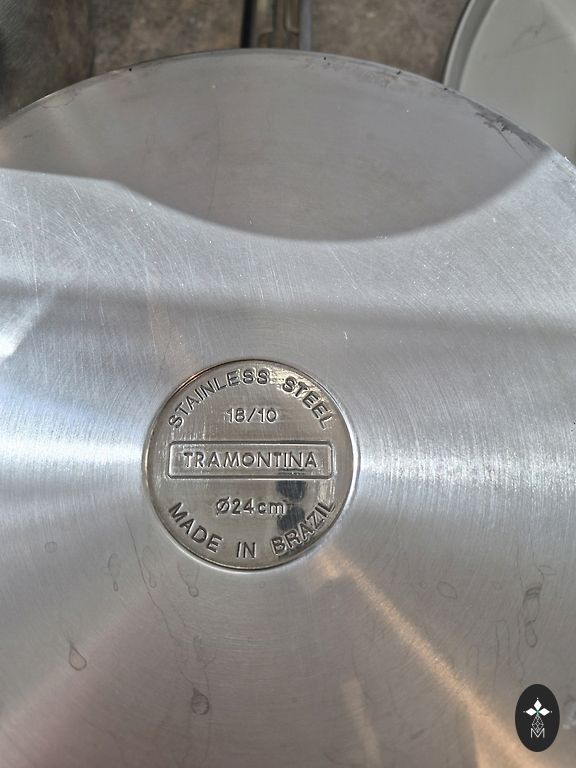 STAINLESS STEEL
18/10
TRAMONTINA
Ø24cm
MADE IN BRAZIL
M